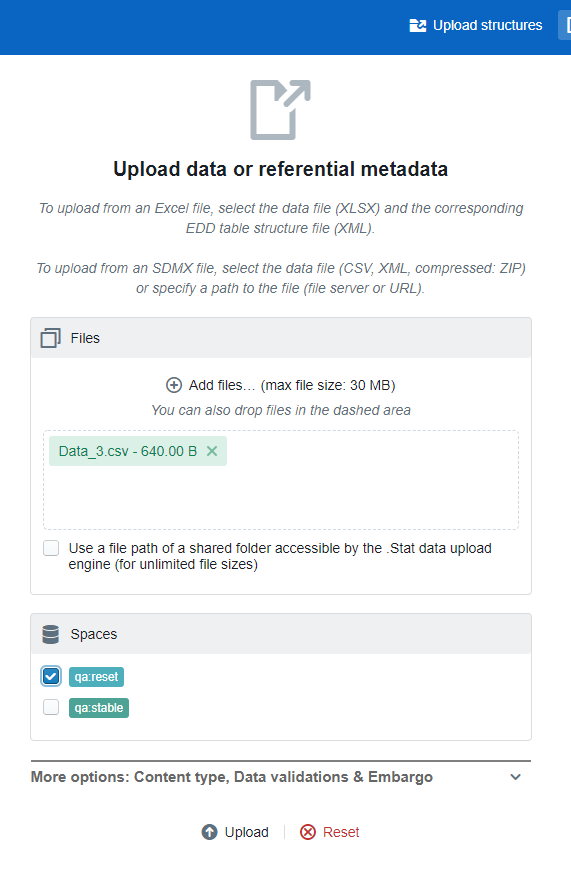 Upload structures
Upload data or referential metadata
To upload from an Excel file, select the data file (XLSX) and the corresponding
EDD table structure file (XML).
To upload from an SDMX file, select the data file (CSV, XML, compressed: ZIP)
or specify a path to the file (file server or URL).
Files
Add files... (max file size: 30 MB)
You can also drop files in the dashed area
Data_3.csv - 640.00 B
Use a file path of a shared folder accessible by the .Stat data upload
engine (for unlimited file sizes)
Spaces
qa:reset
qa:stable
More options: Content type, Data validations & Embargo
Upload
Reset